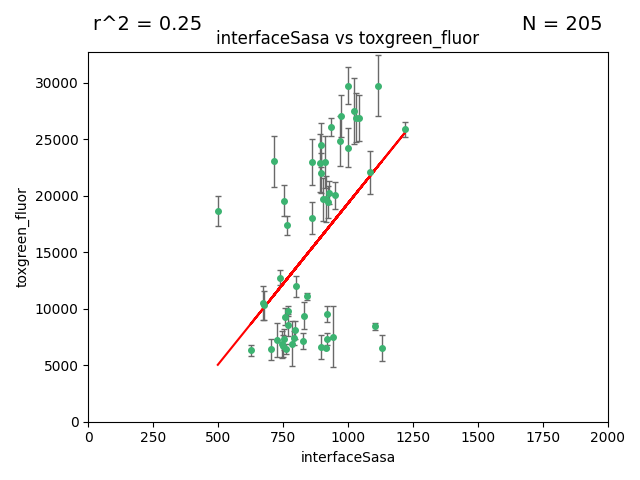 r^2 = 0.25
N = 205
interfaceSasa vs toxgreen_fluor
30000
25000
20000
15000
10000
5000
0
toxgreen_fluor
0 250 500 750 1000 1250 1500 1750 2000
interfaceSasa